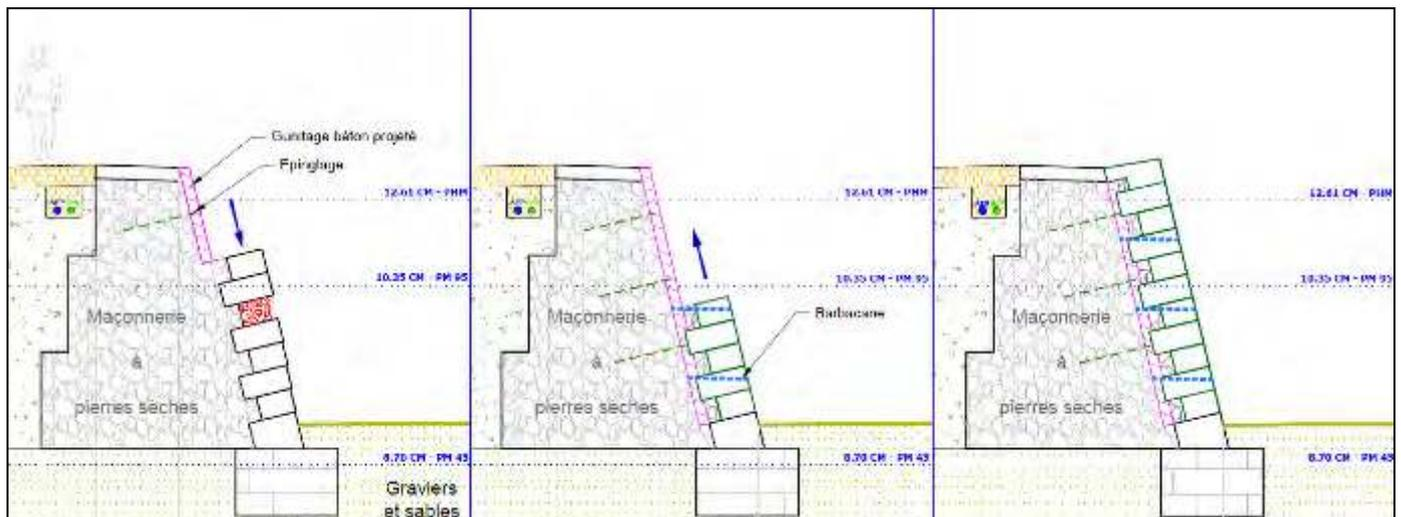 Gunitage béton projeté
Epinglage
12.61 CM - PHM
10.35 CM - PM 95
Maçonnerie
à
pierres sèches
8.70 CM - PM 45
Graviers
et sables
12.61 CM - PHM
10.35 CM - PM 95
Maçonnerie
Barbacane
à
pierres sèches
8.70 CM - PM 45
12.61 CM - PHM
10.35 CM - PM 95
Maçonnerie
à
pierres sèches
8.70 CM - PM 45